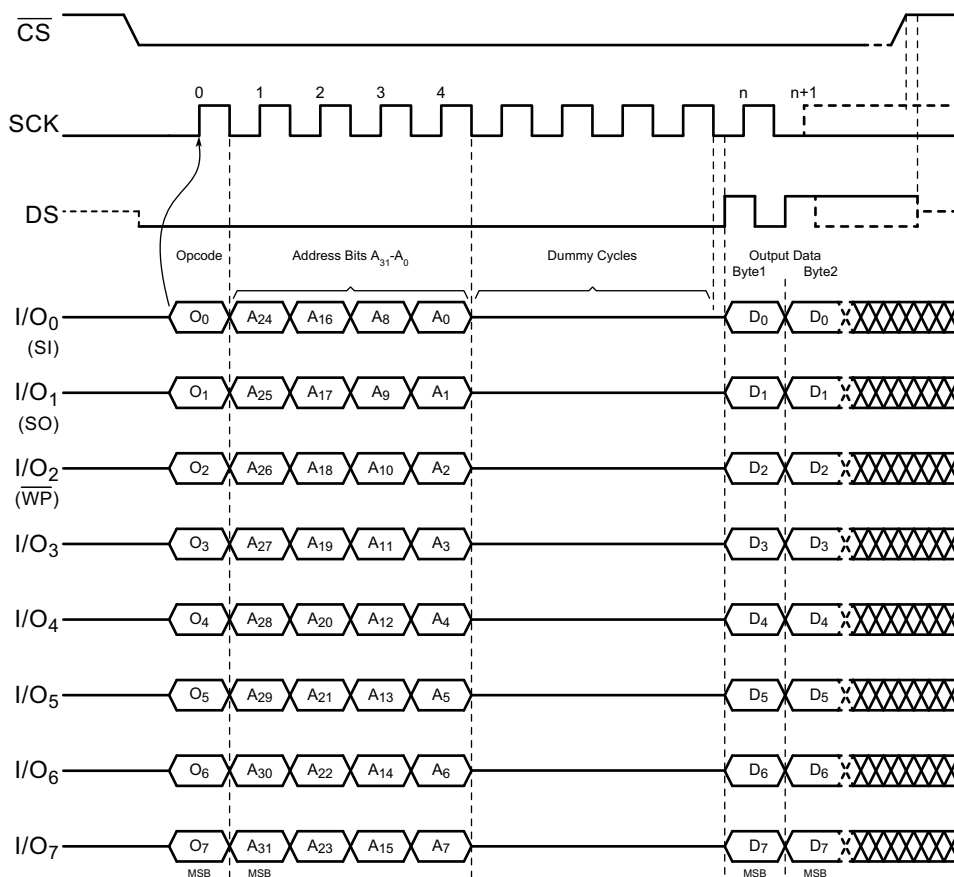 CS
0 1 2 3 4 n n+1
SCK
DS
Opcode Address Bits A31-A0 Dummy Cycles Output Data
Byte1 Byte2
I/O0 O0 A24 A16 A8 A0 D0 D0
(SI)
I/O1 O1 A25 A17 A9 A1 D1 D1
(SO)
I/O2 O2 A26 A18 A10 A2 D2 D2
(WP)
I/O3 O3 A27 A19 A11 A3 D3 D3
I/O4 O4 A28 A20 A12 A4 D4 D4
I/O5 O5 A29 A21 A13 A5 D5 D5
I/O6 O6 A30 A22 A14 A6 D6 D6
I/O7 O7 A31 A23 A15 A7 D7 D7
MSB MSB MSB MSB